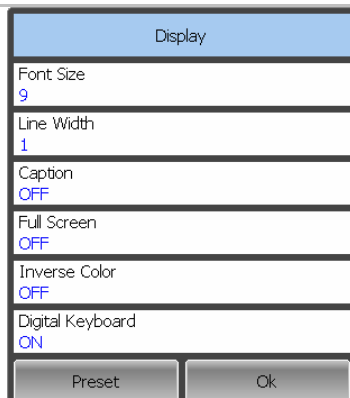 Display
Font Size
9
Line Width
1
Caption
OFF
Full Screen
OFF
Inverse Color
OFF
Digital Keyboard
ON
Preset
Ok